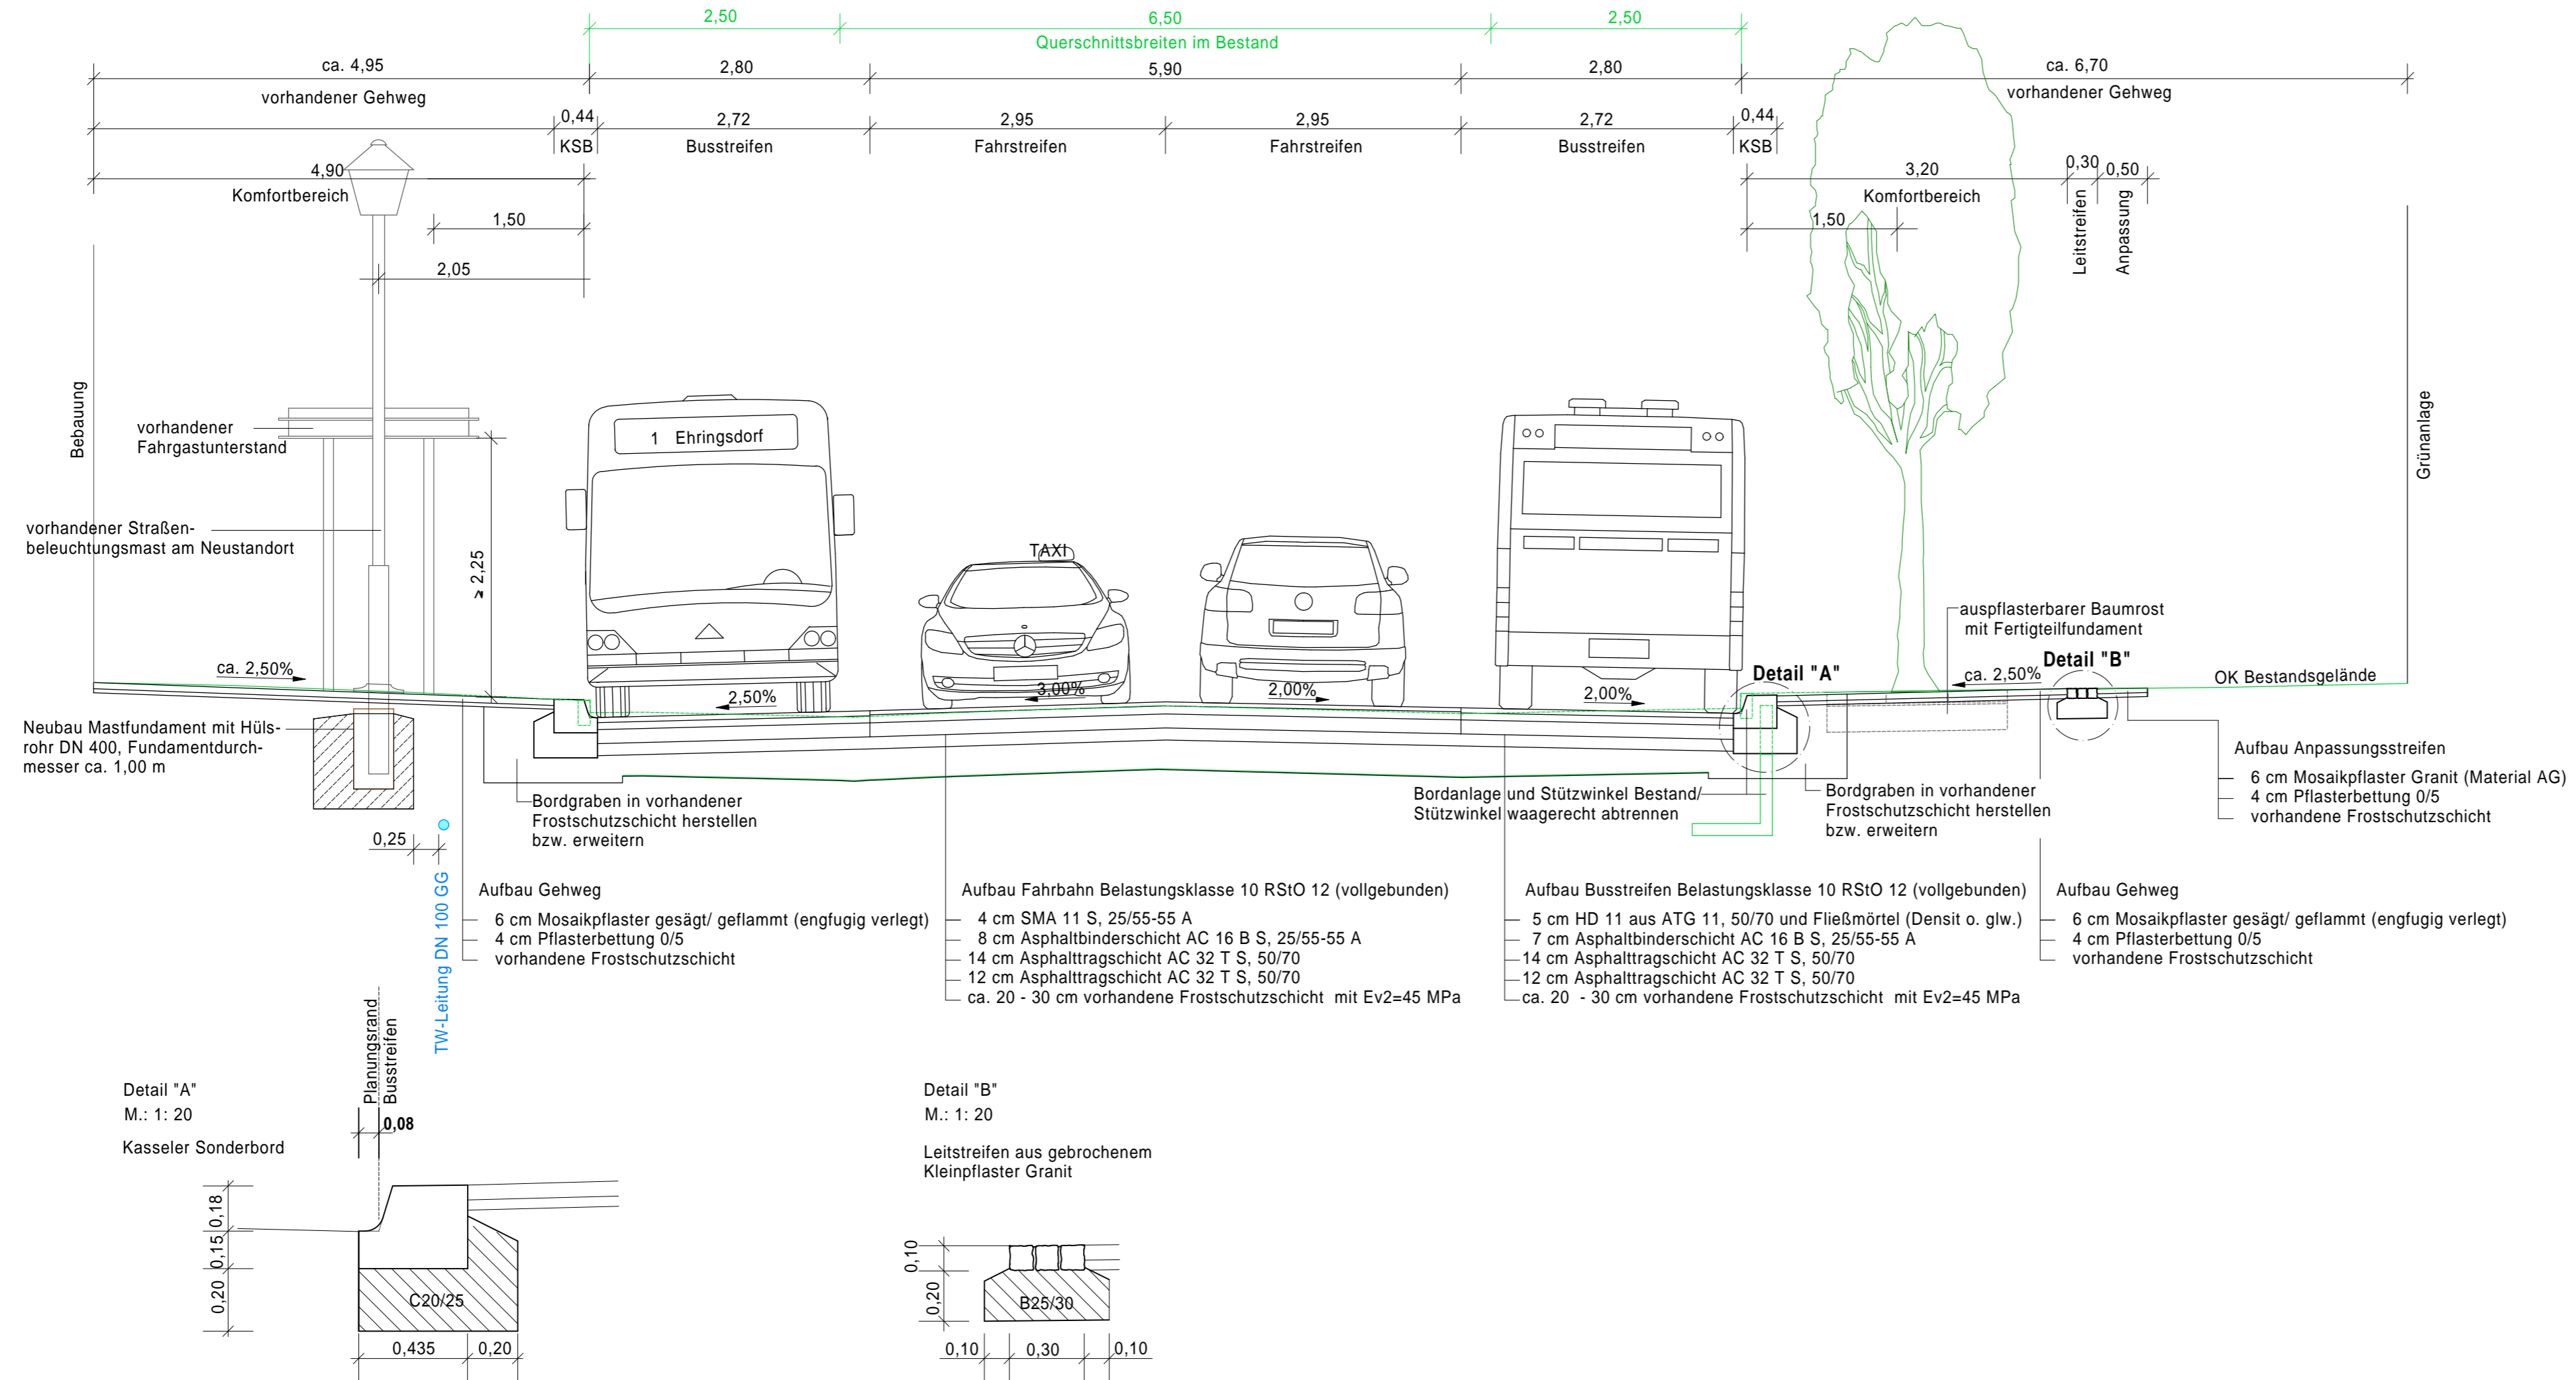 2,50
6,50
2,50
Querschnittsbreiten im Bestand
ca. 4,95
2,80
5,90
2,80
ca. 6,70
vorhandener Gehweg
vorhandener Gehweg
0,44
2,72
2,95
2,95
2,72
0,44
KSB
Busstreifen
Fahrstreifen
Fahrstreifen
Busstreifen
KSB
4,90
Komfortbereich
3,20
0,30
0,50
Komfortbereich
Leitstreifen
Anpassung
1,50
1,50
2,05
Bebauung
vorhandener
Fahrgastunterstand
1 Ehringsdorf
Grünanlage
vorhandener Straßen-
beleuchtungsmast am Neustandort
≥ 2,25
TAXI
auspflasterbarer Baumrost
mit Fertigteilfundament
Detail "A"
Detail "B"
ca. 2,50%
2,50%
3,00%
2,00%
2,00%
ca. 2,50%
OK Bestandsgelände
Neubau Mastfundament mit Hüls-
rohr DN 400, Fundamentdurch-
messer ca. 1,00 m
Bordgraben in vorhandener
Frostschutzschicht herstellen
bzw. erweitern
Bordanlage und Stützwinkel Bestand/
Stützwinkel waagerecht abtrennen
Bordgraben in vorhandener
Frostschutzschicht herstellen
bzw. erweitern
Aufbau Anpassungsstreifen
6 cm Mosaikpflaster Granit (Material AG)
4 cm Pflasterbettung 0/5
vorhandene Frostschutzschicht
0,25
TW-Leitung DN 100 GG
Aufbau Gehweg
6 cm Mosaikpflaster gesägt/ geflammt (engfugig verlegt)
4 cm Pflasterbettung 0/5
vorhandene Frostschutzschicht
Aufbau Fahrbahn Belastungsklasse 10 RStO 12 (vollgebunden)
4 cm SMA 11 S, 25/55-55 A
8 cm Asphaltbinderschicht AC 16 B S, 25/55-55 A
14 cm Asphalttragschicht AC 32 T S, 50/70
12 cm Asphalttragschicht AC 32 T S, 50/70
ca. 20 - 30 cm vorhandene Frostschutzschicht mit Ev2=45 MPa
Aufbau Busstreifen Belastungsklasse 10 RStO 12 (vollgebunden)
5 cm HD 11 aus ATG 11, 50/70 und Fließmörtel (Densit o. glw.)
7 cm Asphaltbinderschicht AC 16 B S, 25/55-55 A
14 cm Asphalttragschicht AC 32 T S, 50/70
12 cm Asphalttragschicht AC 32 T S, 50/70
ca. 20 - 30 cm vorhandene Frostschutzschicht mit Ev2=45 MPa
Aufbau Gehweg
6 cm Mosaikpflaster gesägt/ geflammt (engfugig verlegt)
4 cm Pflasterbettung 0/5
vorhandene Frostschutzschicht
Detail "A"
M.: 1: 20
Kasseler Sonderbord
Planungsrand
Busstreifen
0,08
0,18
0,15
0,20
C20/25
0,435
0,20
Detail "B"
M.: 1: 20
Leitstreifen aus gebrochenem
Kleinpflaster Granit
0,10
0,20
B25/30
0,10
0,30
0,10